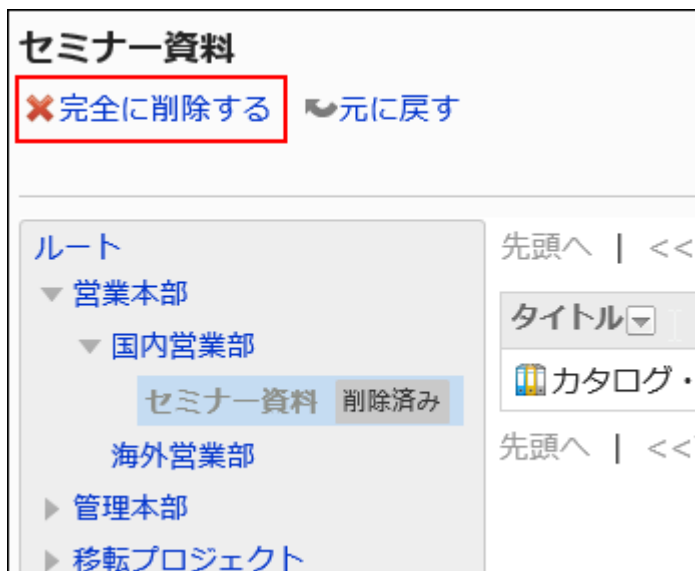 セミナー資料
完全に削除する 元に戻す
ルート
営業本部
国内営業部
セミナー資料 削除済み
海外営業部
管理本部
移転プロジェクト
先頭へ | <<
タイトル
カタログ・
先頭へ | <<